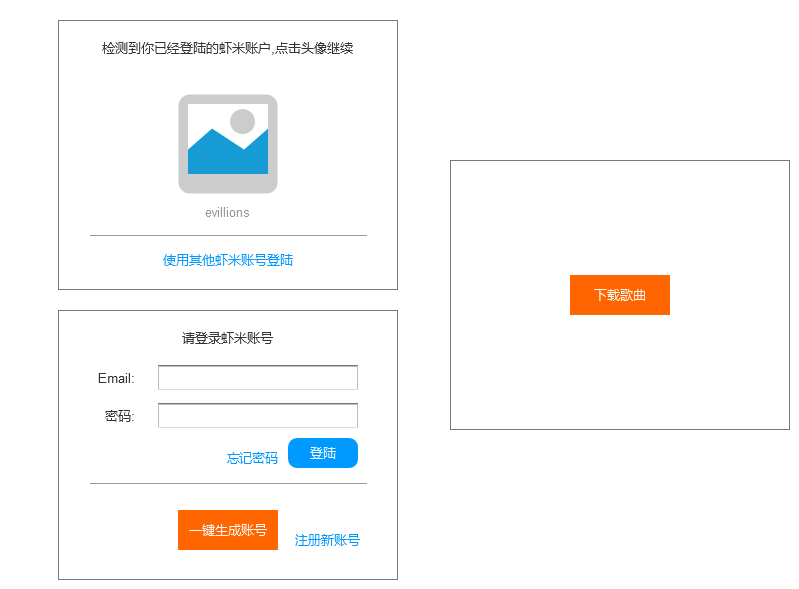 检测到你已经登陆的虾米账户,点击头像继续
evillions
使用其他虾米账号登陆
请登录虾米账号
Email:
密码:
忘记密码 登陆
一键生成账号 注册新账号
下载歌曲